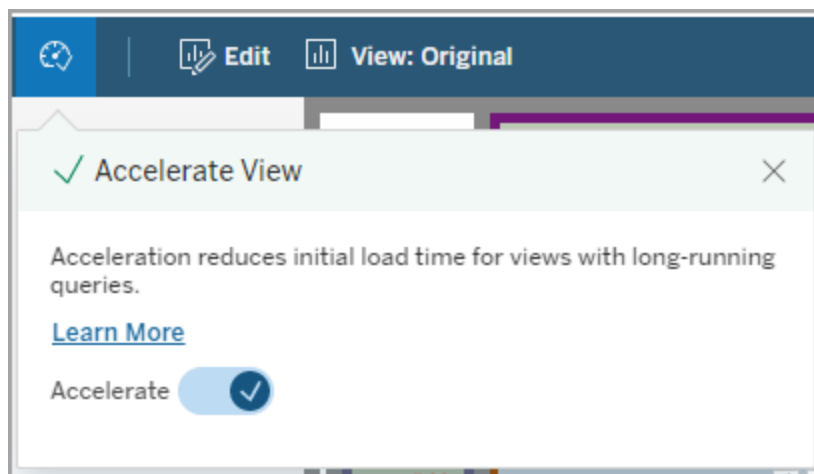 Edit
View: Original
Accelerate View
Acceleration reduces initial load time for views with long-running
queries.
Learn More
Accelerate